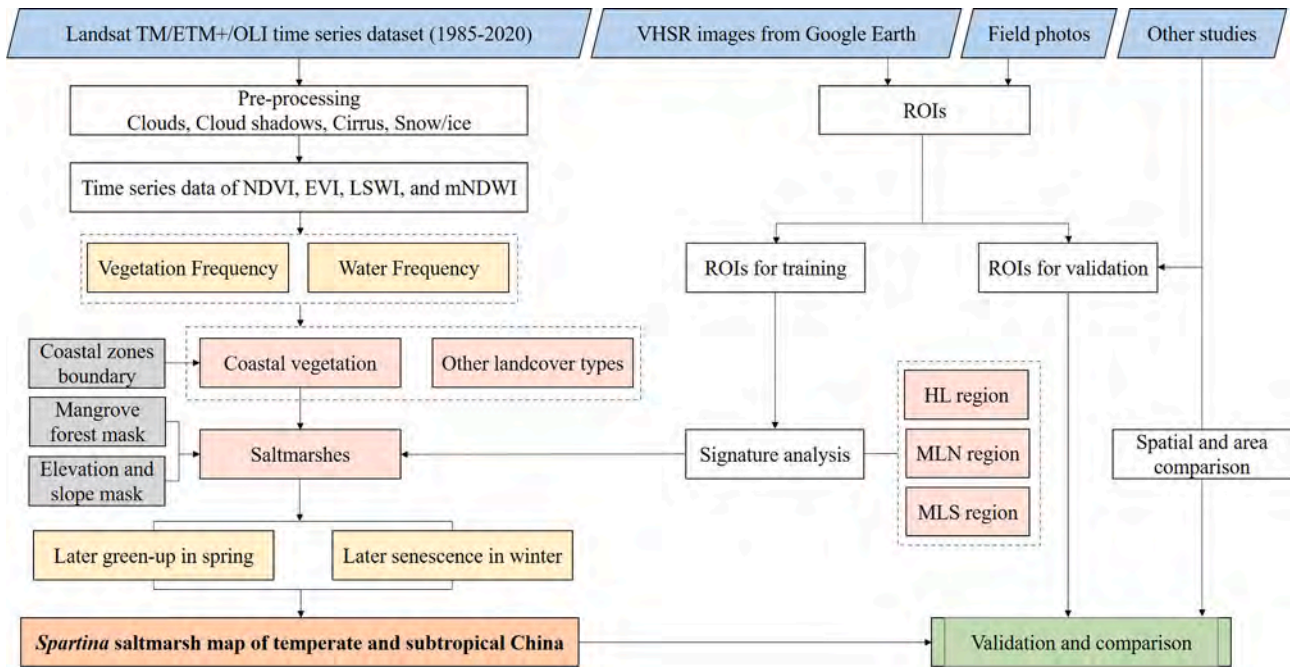 Landsat TM/ETM+/OLI time series dataset (1985-2020)
VHSR images from Google Earth
Field photos
Other studies
Pre-processing
Clouds, Cloud shadows, Cirrus, Snow/ice
ROIs
Time series data of NDVI, EVI, LSWI, and mNDWI
Vegetation Frequency
Water Frequency
ROIs for training
ROIs for validation
Coastal zones
boundary
Coastal vegetation
Other landcover types
HL region
Mangrove
forest mask
Saltmarshes
Signature analysis
MLN region
Spatial and area
comparison
Elevation and
slope mask
MLS region
Later green-up in spring
Later senescence in winter
Spartina saltmarsh map of temperate and subtropical China
Validation and comparison